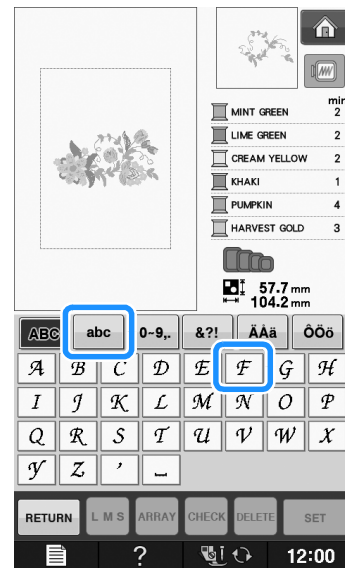 min
MINT GREEN 2
LIME GREEN 2
CREAM YELLOW 2
KHAKI 1
PUMPKIN 4
HARVEST GOLD 3
57.7 mm
104.2 mm
ABC abc 0~9,. &?! ÄÅä ÔÖö
A B C D E F G H
I J K L M N O P
Q R S T U V W X
Y Z ’ _
RETURN L M S ARRAY CHECK DELETE SET
? 12:00